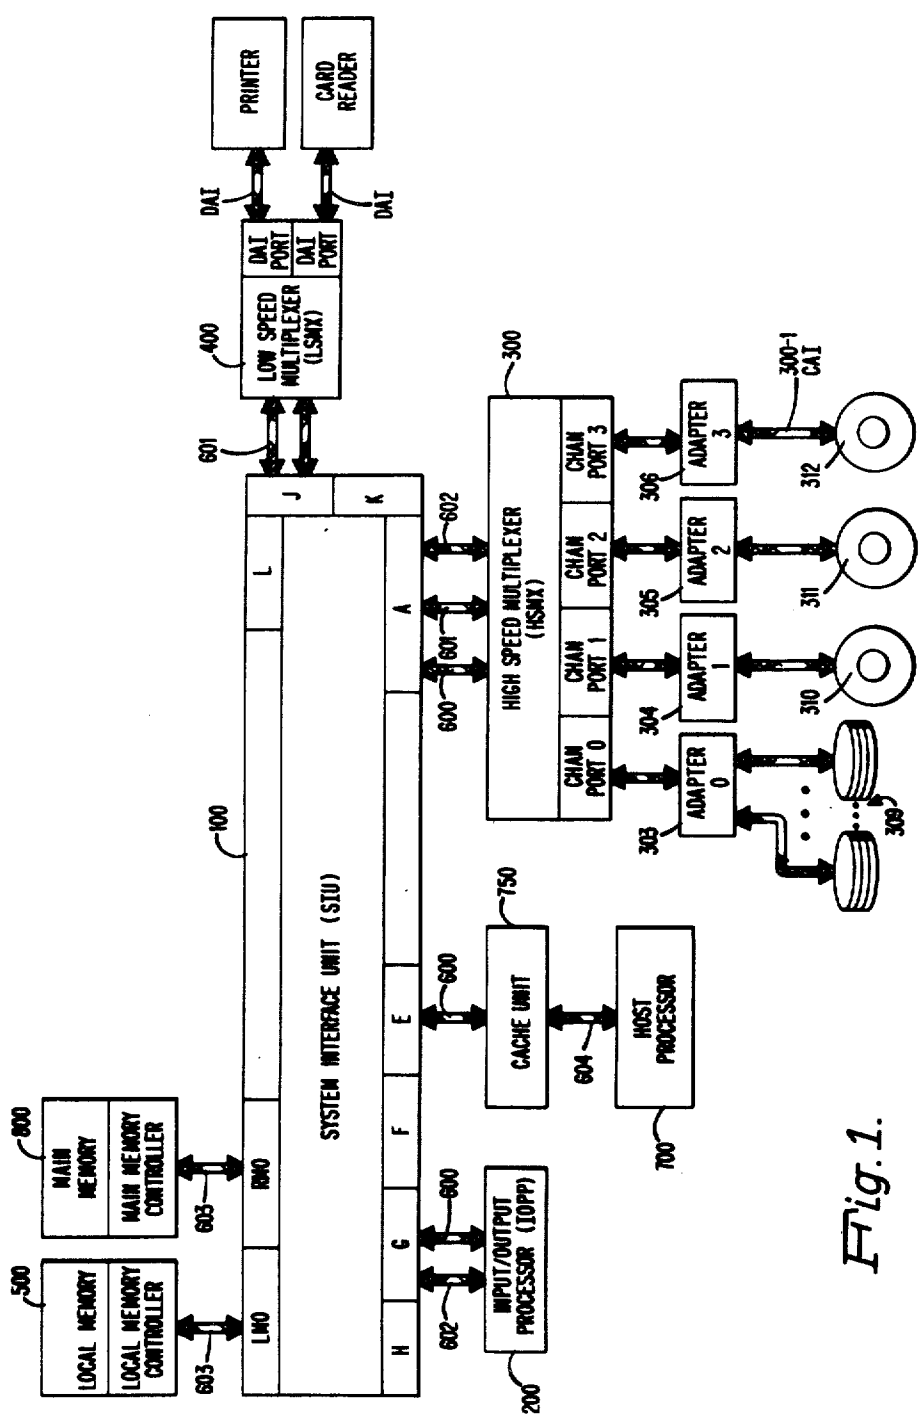 500
LOCAL MEMORY
LOCAL MEMORY
CONTROLLER
603
800
MAIN
MEMORY
MAIN MEMORY
CONTROLLER
603
100
LMO
RMO
L
SYSTEM INTERFACE UNIT (SIU)
J
K
H
G
F
E
A
601
400
LOW SPEED
MULTIPLEXER
(LSMX)
DAI
PORT
DAI
PORT
DAI
DAI
PRINTER
CARD
READER
602
600
INPUT/OUTPUT
PROCESSOR (IOPP)
200
600
750
CACHE UNIT
604
HOST
PROCESSOR
700
600
601
602
300
HIGH SPEED MULTIPLEXER
(HSMX)
CHAN
PORT 0
CHAN
PORT 1
CHAN
PORT 2
CHAN
PORT 3
303
ADAPTER
0
304
ADAPTER
1
305
ADAPTER
2
306
ADAPTER
3
300-1
CAI
309
310
311
312
Fig. 1.